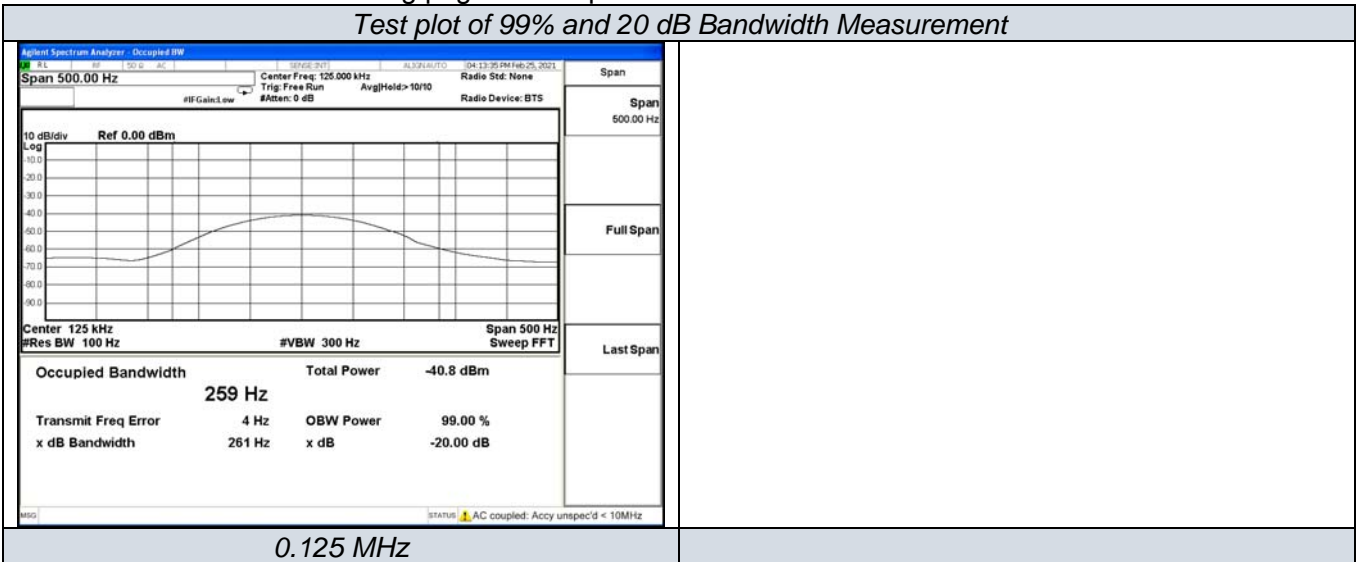 Test plot of 99% and 20 dB Bandwidth Measurement
Agilent Spectrum Analyzer - Occupied BW
RL RF 50 Ω AC SENSE:INT ALIGN AUTO 04:13:35 PM Feb 25, 2021
Span 500.00 Hz Center Freq: 125.000 kHz Radio Std: None
Trig: Free Run Avg|Hold:> 10/10
#IFGain:Low #Atten: 0 dB Radio Device: BTS
10 dB/div Ref 0.00 dBm
Log
-10.0
-20.0
-30.0
-40.0
-50.0
-60.0
-70.0
-80.0
-90.0
Center 125 kHz Span 500 Hz
#Res BW 100 Hz #VBW 300 Hz Sweep FFT
Occupied Bandwidth Total Power -40.8 dBm
259 Hz
Transmit Freq Error 4 Hz OBW Power 99.00 %
x dB Bandwidth 261 Hz x dB -20.00 dB
MSG STATUS AC coupled: Accy unspec'd < 10MHz
Span
Span
500.00 Hz
Full Span
Last Span
0.125 MHz